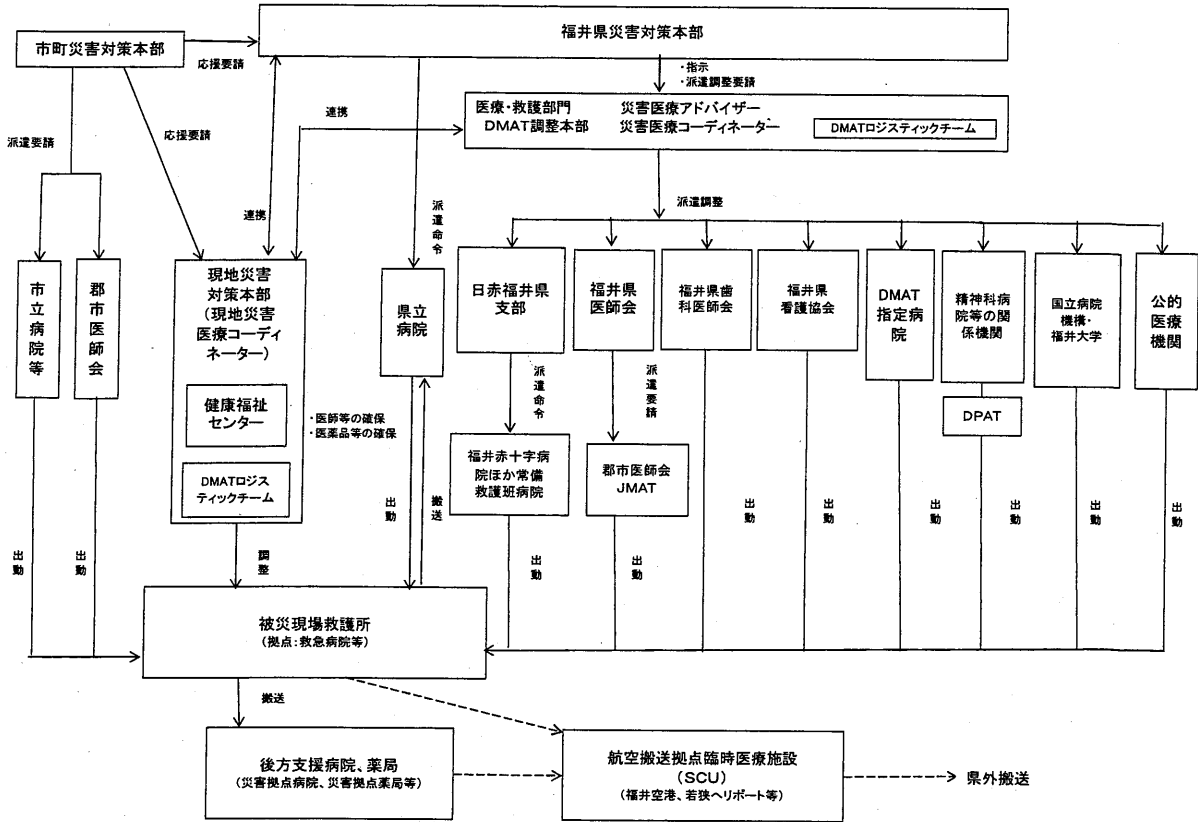 福井県災害対策本部
市町災害対策本部
応援要請
・指示
・派遣調整要請
医療・救護部門 災害医療アドバイザー
DMAT調整本部 災害医療コーディネーター
DMATロジスティックチーム
連携
派遣要請
応援要請
連携
派遣命令
派遣調整
市立病院等
郡市医師会
現地災害
対策本部
(現地災害
医療コーディ
ネーター)
健康福祉
センター
DMATロジス
ティックチーム
・医師等の確保
・医薬品等の確保
県立
病院
日赤福井県
支部
福井県
医師会
福井県歯
科医師会
福井県
看護協会
DMAT
指定病院
精神科病
院等の関
係機関
国立病院
機構・
福井大学
公的
医療
機関
派遣命令
派遣要請
DPAT
福井赤十字病
院ほか常備
救護班病院
郡市医師会
JMAT
出動
出動
調整
出動
搬送
出動
出動
出動
出動
出動
出動
出動
出動
被災現場救護所
(拠点:救急病院等)
搬送
後方支援病院、薬局
(災害拠点病院、災害拠点薬局等)
航空搬送拠点臨時医療施設
(SCU)
(福井空港、若狭ヘリポート等)
県外搬送